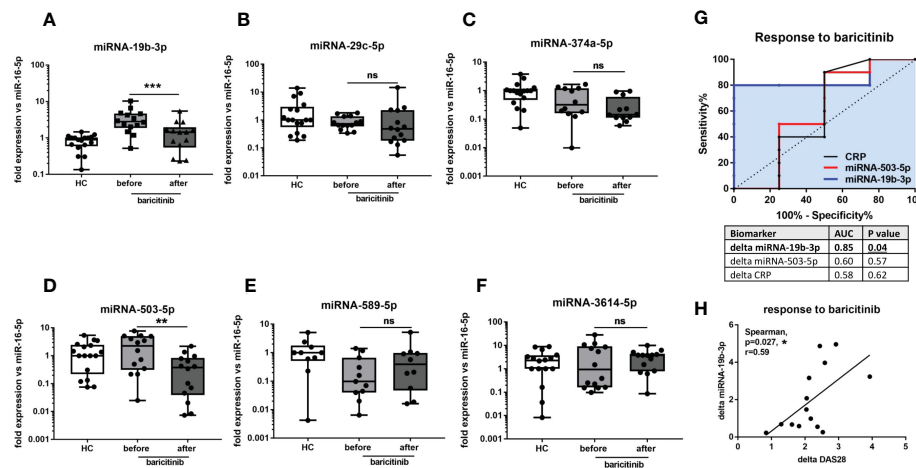 A
miRNA-19b-3p
fold expression vs miR-16-5p
100
10
1
0.1
***
HC
before
after
baricitinib
B
miRNA-29c-5p
fold expression vs miR-16-5p
100
10
1
0.1
0.01
ns
HC
before
after
baricitinib
C
miRNA-374a-5p
fold expression vs miR-16-5p
10
1
0.1
0.01
0.001
ns
HC
before
after
baricitinib
D
miRNA-503-5p
fold expression vs miR-16-5p
10
1
0.1
0.01
0.001
**
HC
before
after
baricitinib
E
miRNA-589-5p
fold expression vs miR-16-5p
10
1
0.1
0.01
0.001
ns
HC
before
after
baricitinib
F
miRNA-3614-5p
fold expression vs miR-16-5p
100
10
1
0.1
0.01
0.001
ns
HC
before
after
baricitinib
G
Response to baricitinib
Sensitivity%
100
80
60
40
20
0
0 20 40 60 80 100
100% - Specificity%
CRP
miRNA-503-5p
miRNA-19b-3p
Biomarker AUC P value
delta miRNA-19b-3p 0.85 0.04
delta miRNA-503-5p 0.60 0.57
delta CRP 0.58 0.62
H
response to baricitinib
Spearman,
p=0.027, *
r=0.59
delta miRNA-19b-3p
6
4
2
0
0 1 2 3 4 5
delta DAS28